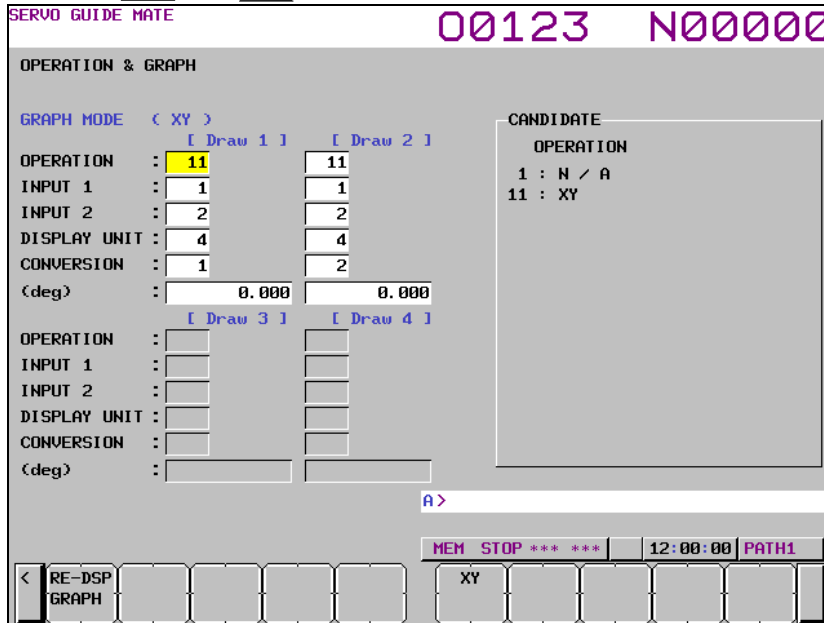 SERVO GUIDE MATE
O0123 N00000
OPERATION & GRAPH
GRAPH MODE ( XY )
[ Draw 1 ] [ Draw 2 ]
OPERATION : 11 11
INPUT 1 : 1 1
INPUT 2 : 2 2
DISPLAY UNIT : 4 4
CONVERSION : 1 2
(deg) : 0.000 0.000
[ Draw 3 ] [ Draw 4 ]
OPERATION :
INPUT 1 :
INPUT 2 :
DISPLAY UNIT :
CONVERSION :
(deg) :
CANDIDATE
OPERATION
1 : N / A
11 : XY
A>
MEM STOP *** *** 12:00:00 PATH1
< RE-DSP XY
GRAPH